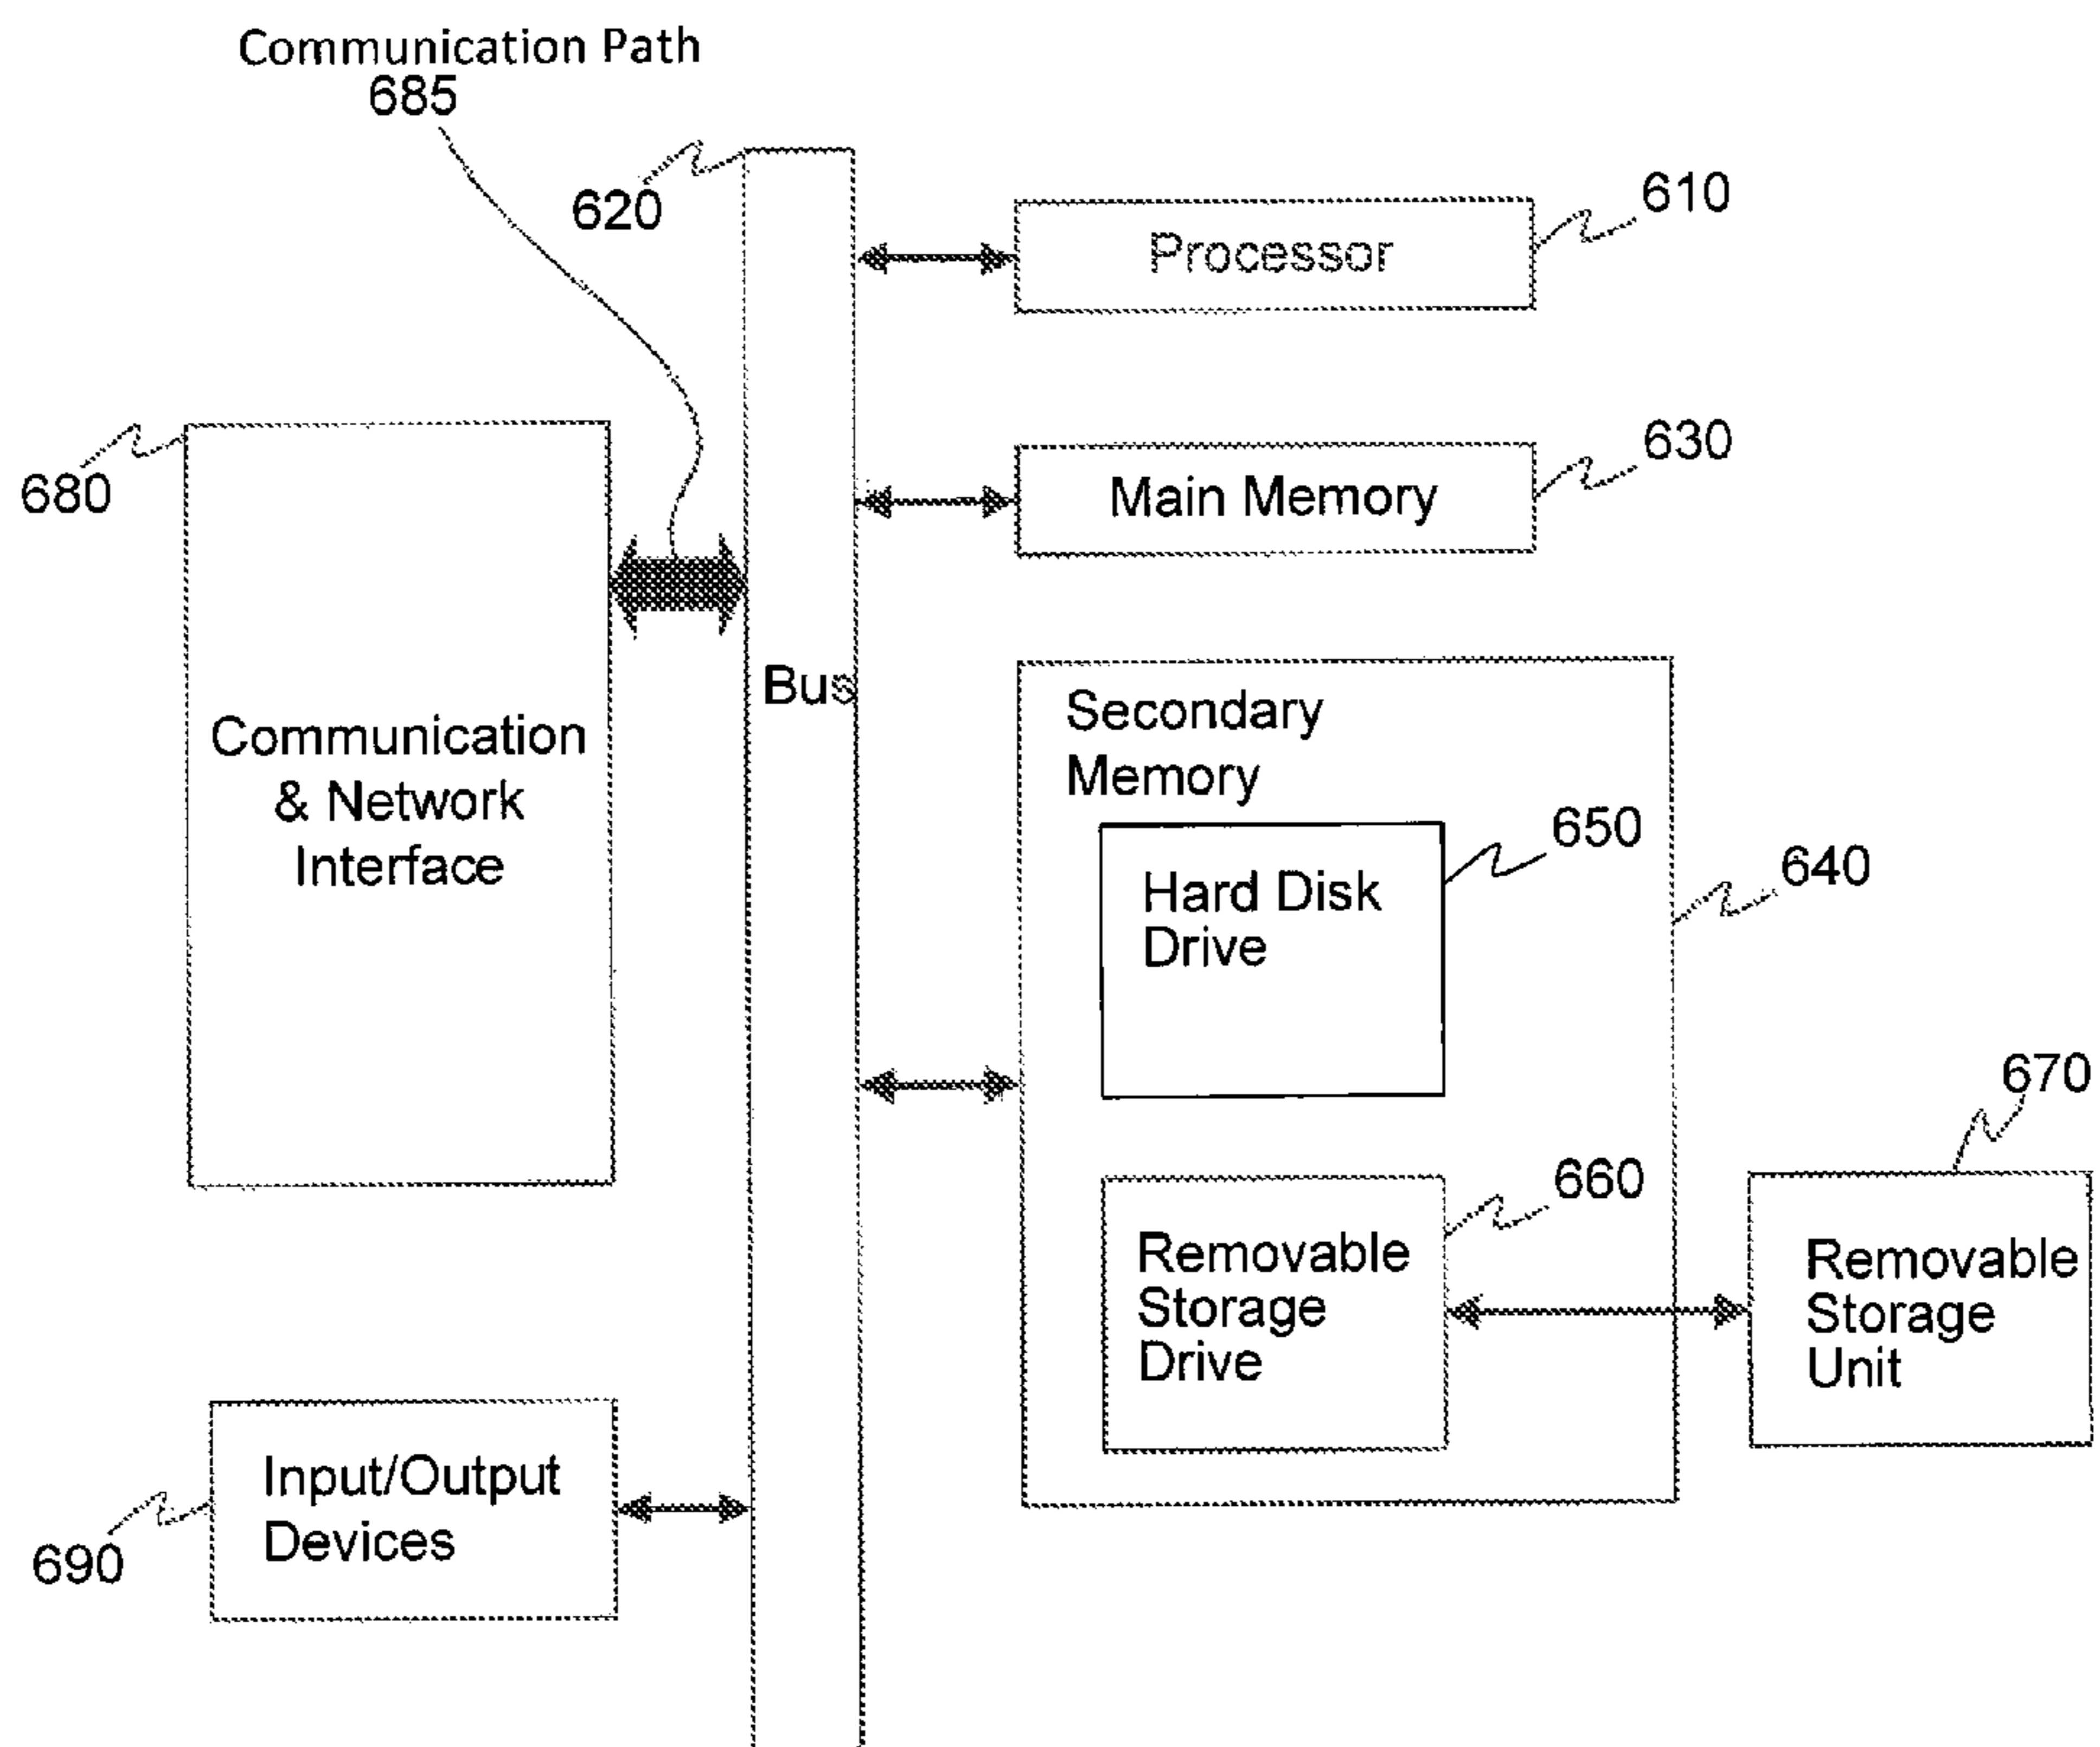 Communication Path
685
620
Processor
610
680
Main Memory
630
Bus
Communication
& Network
Interface
Secondary
Memory
Hard Disk
Drive
650
640
Removable
Storage
Drive
660
Removable
Storage
Unit
670
Input/Output
Devices
690